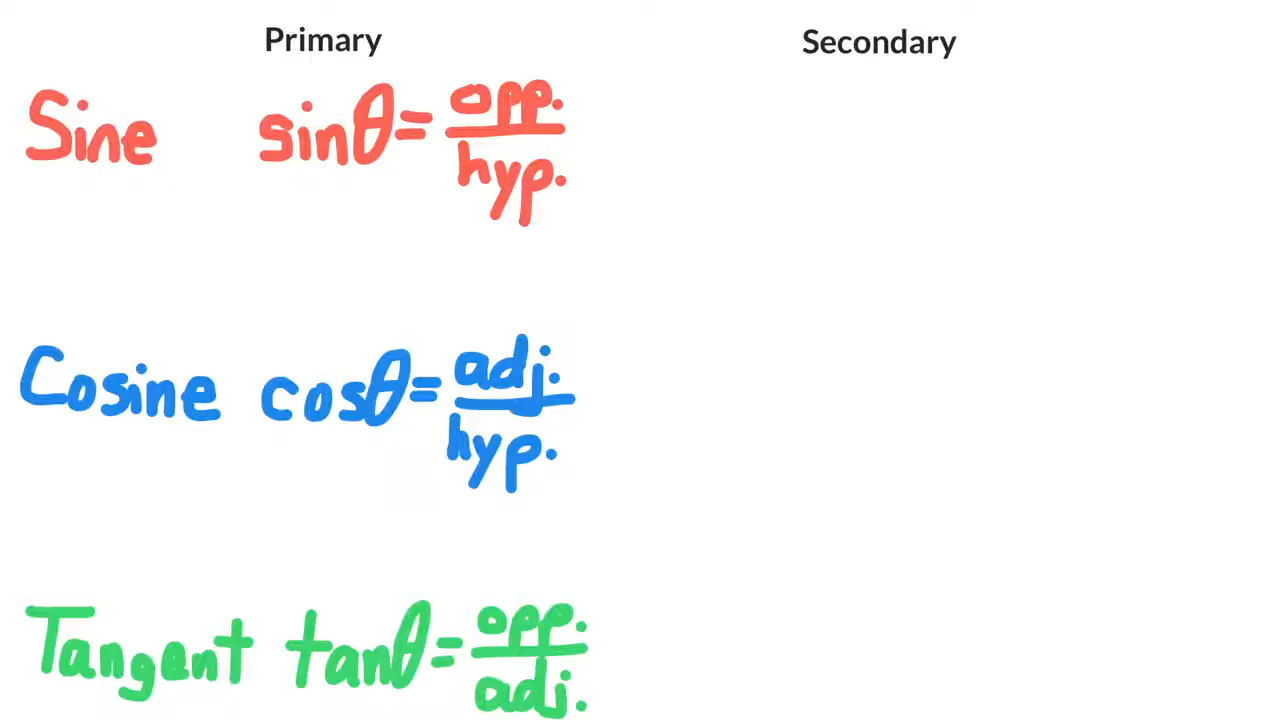 Primary Secondary
Sine sinθ = opp./hyp.
Cosine cosθ = adj./hyp.
Tangent tanθ = opp./adj.